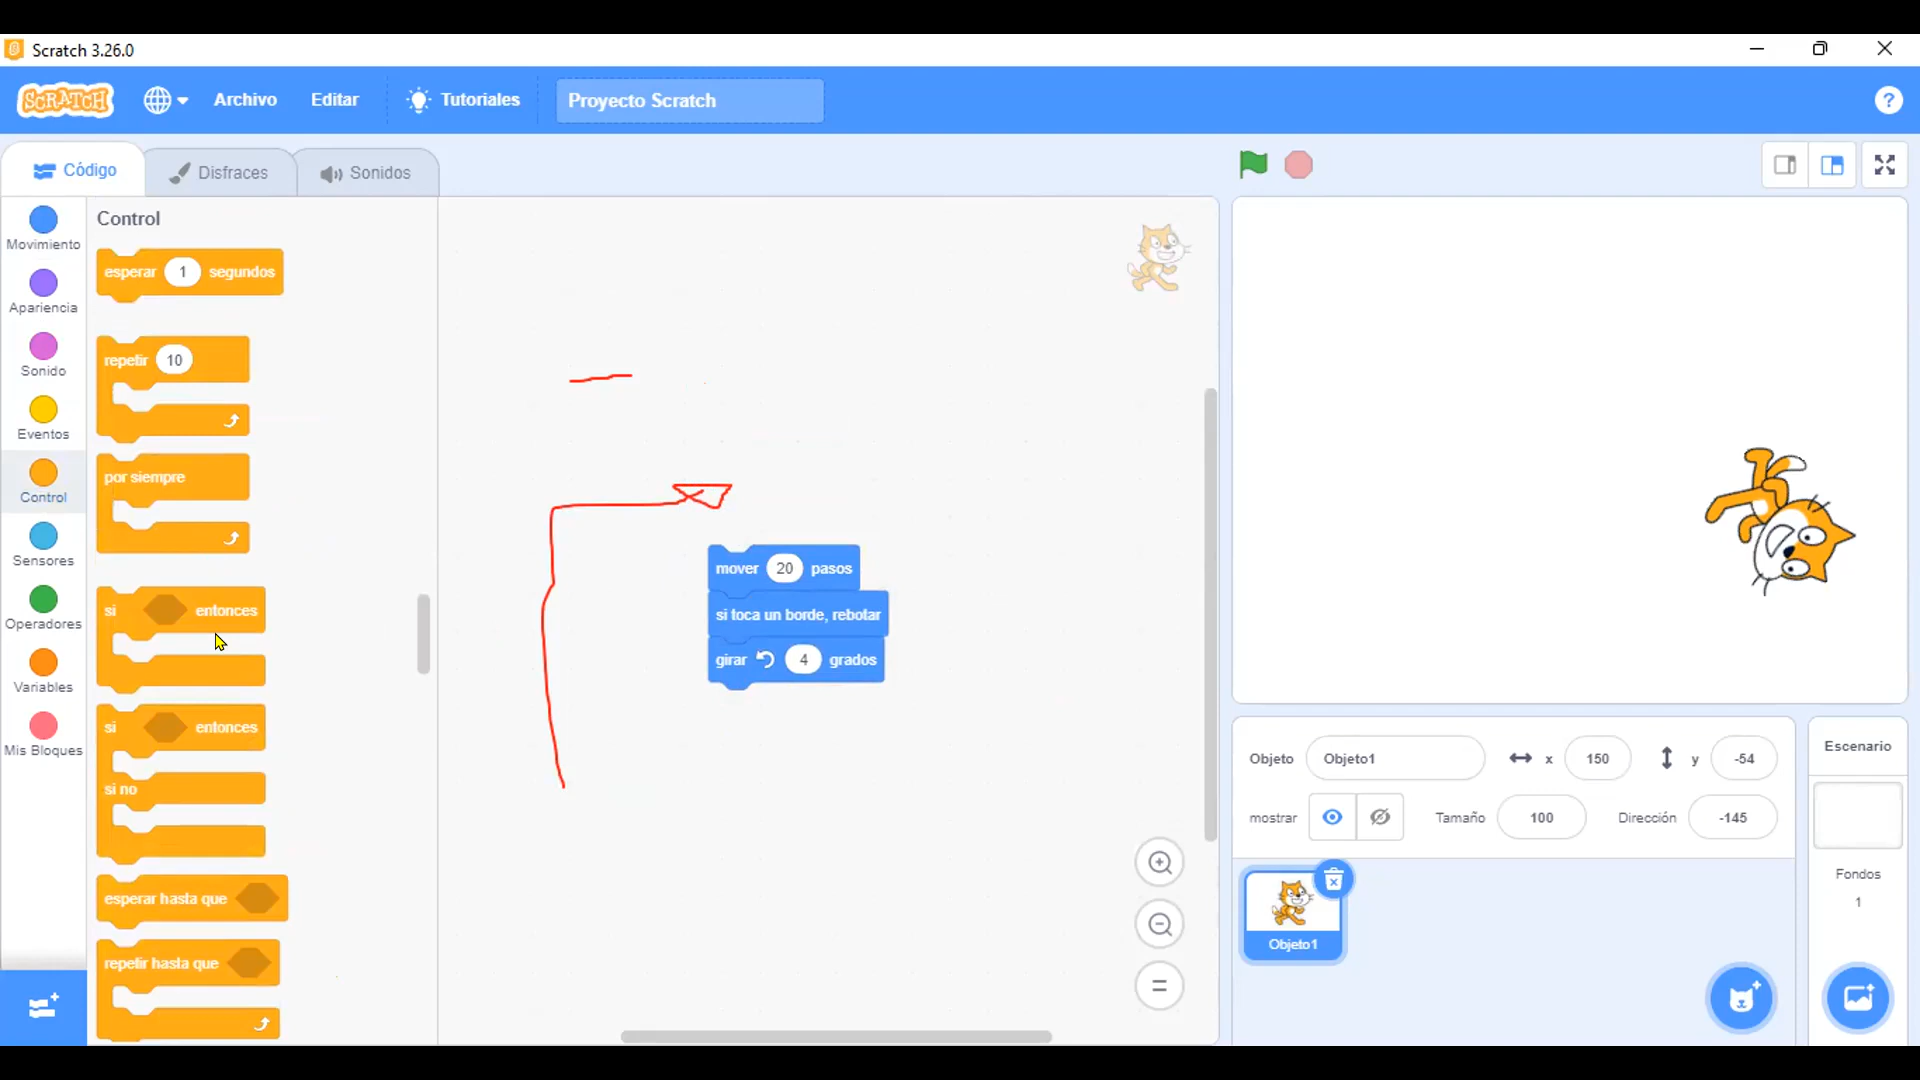 Scratch 3.26.0
SCRATCH
Archivo
Editar
Tutoriales
Proyecto Scratch
?
Código
Disfraces
Sonidos
Movimiento
Apariencia
Sonido
Eventos
Control
Sensores
Operadores
Variables
Mis Bloques
Control
esperar 1 segundos
repetir 10
por siempre
si entonces
si entonces
si no
esperar hasta que
repetir hasta que
mover 20 pasos
si toca un borde, rebotar
girar 4 grados
Objeto Objeto1 x 150 y -54
mostrar Tamaño 100 Dirección -145
Objeto1
Escenario
Fondos
1